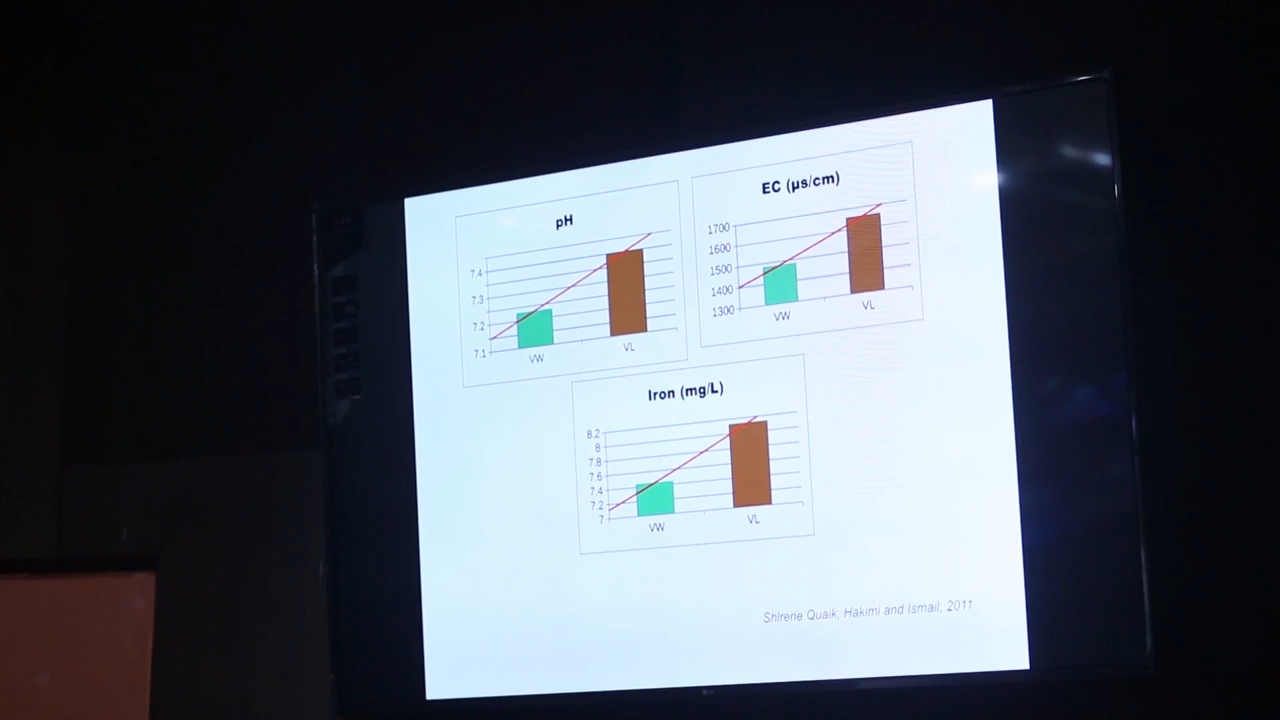 pH
7.4
7.3
7.2
7.1
VW
VL
EC (µs/cm)
1700
1600
1500
1400
1300
VW
VL
Iron (mg/L)
8.2
8
7.8
7.6
7.4
7.2
7
VW
VL
ShIrene Quaik, Hakimi and Ismail, 2011
LG